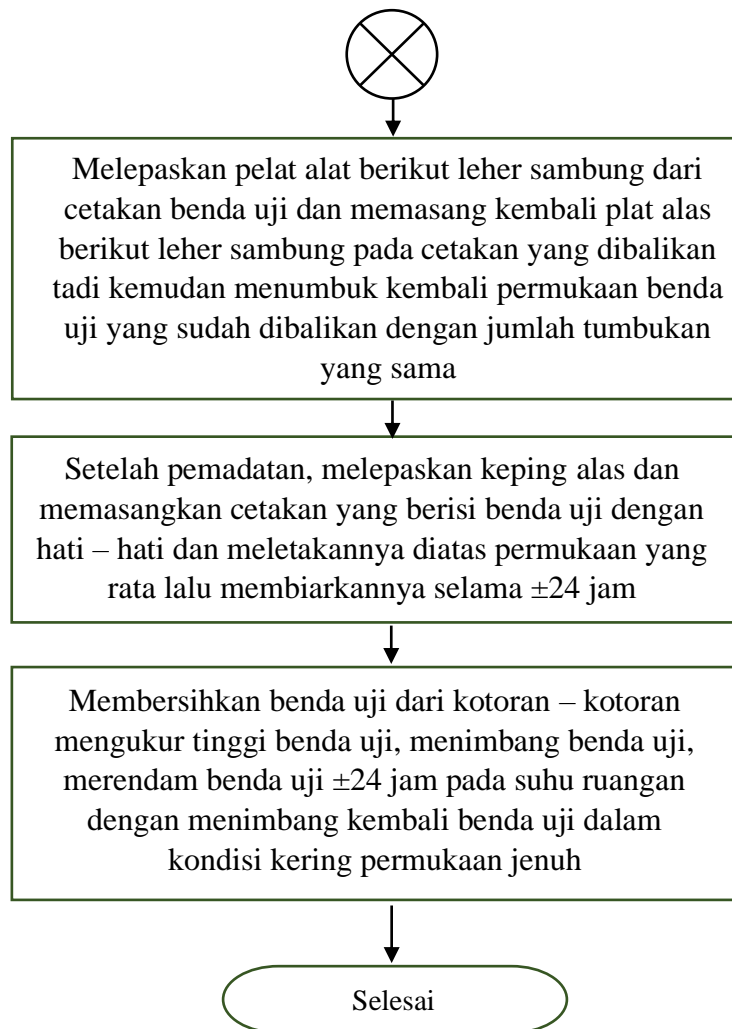 Melepaskan pelat alat berikut leher sambung dari
cetakan benda uji dan memasang kembali plat alas
berikut leher sambung pada cetakan yang dibalikan
tadi kemudan menumbuk kembali permukaan benda
uji yang sudah dibalikan dengan jumlah tumbukan
yang sama
Setelah pemadatan, melepaskan keping alas dan
memasangkan cetakan yang berisi benda uji dengan
hati – hati dan meletakannya diatas permukaan yang
rata lalu membiarkannya selama ±24 jam
Membersihkan benda uji dari kotoran – kotoran
mengukur tinggi benda uji, menimbang benda uji,
merendam benda uji ±24 jam pada suhu ruangan
dengan menimbang kembali benda uji dalam
kondisi kering permukaan jenuh
Selesai